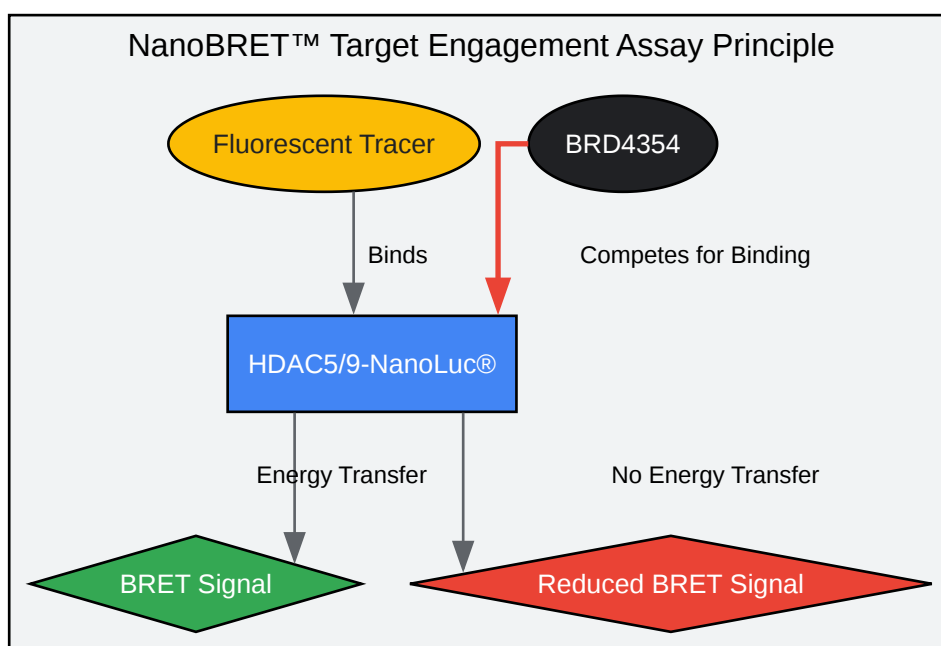 NanoBRET™ Target Engagement Assay Principle
Fluorescent Tracer
BRD4354
Binds
Competes for Binding
HDAC5/9-NanoLuc®
Energy Transfer
No Energy Transfer
BRET Signal
Reduced BRET Signal